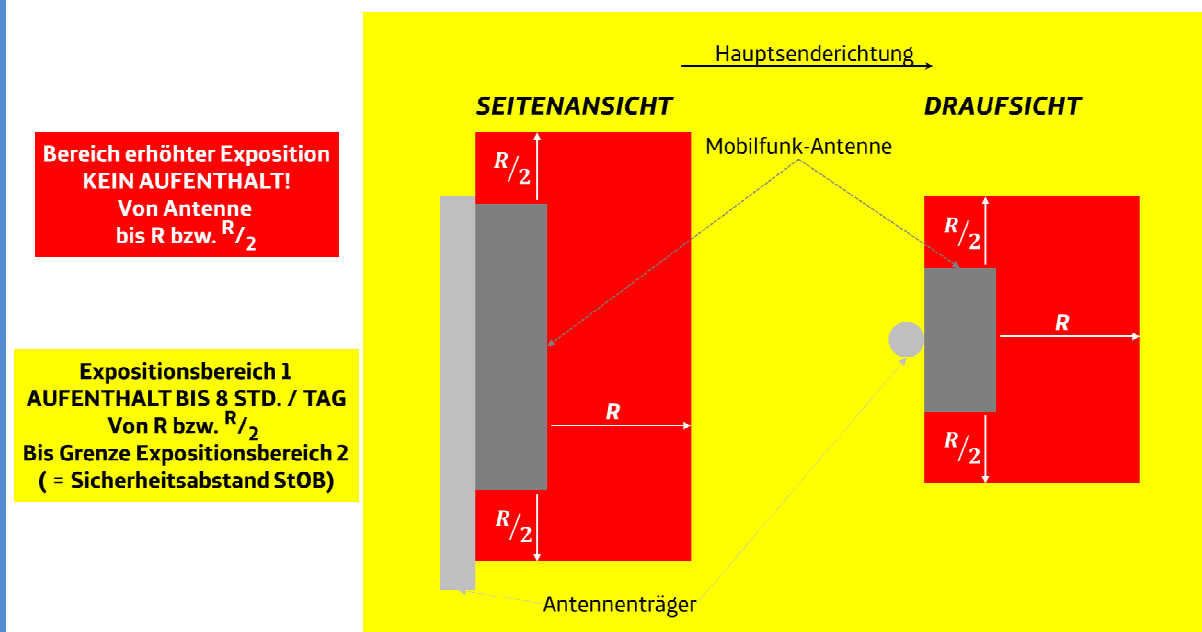 Bereich erhöhter Exposition
KEIN AUFENTHALT!
Von Antenne
bis R bzw. R/2
Expositionsbereich 1
AUFENTHALT BIS 8 STD. / TAG
Von R bzw. R/2
Bis Grenze Expositionsbereich 2
( = Sicherheitsabstand StOB)
Hauptsenderichtung
SEITENANSICHT
DRAUFSICHT
Mobilfunk-Antenne
R/2
R
R/2
R/2
R
R/2
Antennenträger